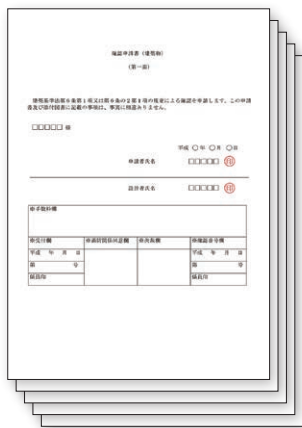 確認申請書（建築物）
（第一面）
建築基準法第6条第1項又は第6条の2第1項の規定による確認を申請します。この申請
書及び添付図書に記載の事項は、事実に相違ありません。
□□□□□ 様
平成 ○年 ○月 ○日
申請者氏名 □□□□□ 印
設計者氏名 □□□□□ 印
※手数料欄
※受付欄 ※消防関係同意欄 ※決裁欄 ※確認番号欄
平成 年 月 日 平成 年 月 日
第 号 第 号
係員印 係員印